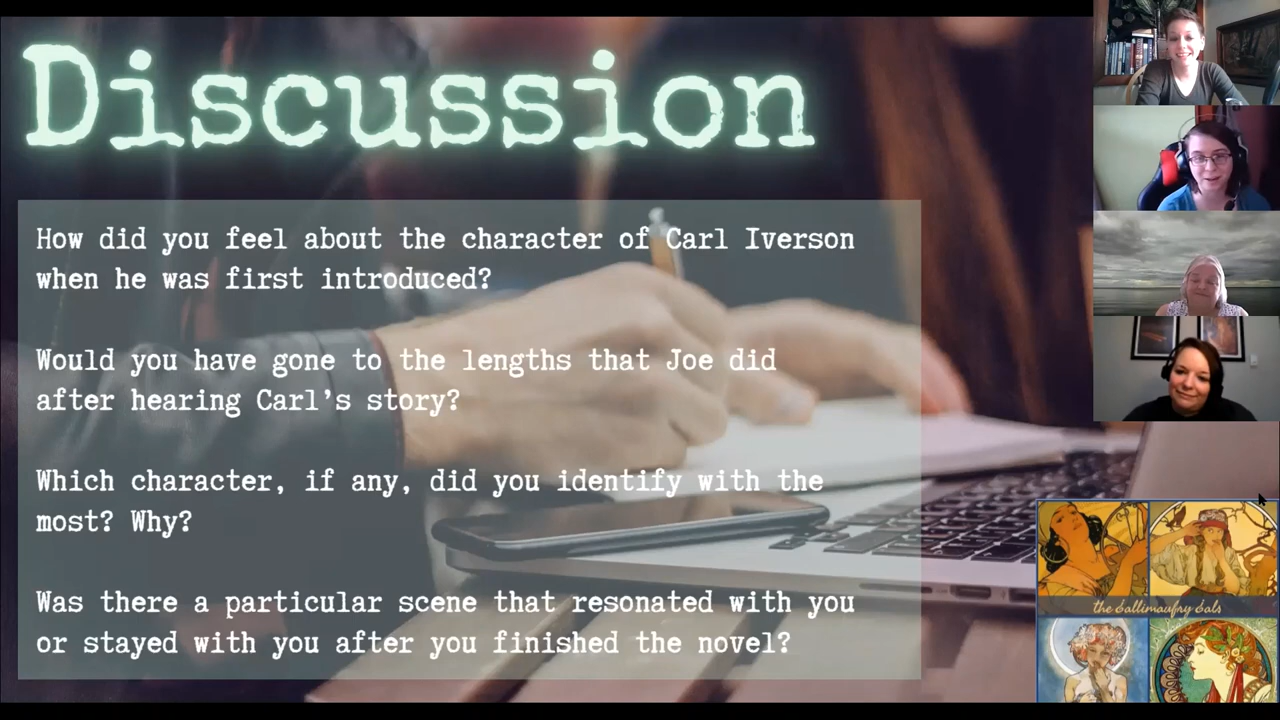 Discussion
How did you feel about the character of Carl Iverson
when he was first introduced?
Would you have gone to the lengths that Joe did
after hearing Carl's story?
Which character, if any, did you identify with the
most? Why?
Was there a particular scene that resonated with you
or stayed with you after you finished the novel?
the Gallimaufry Gals